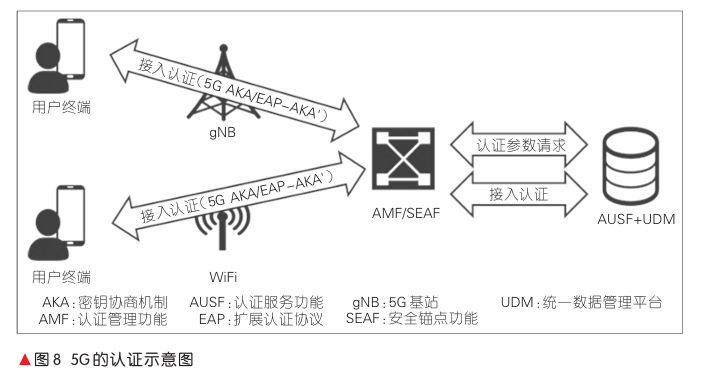 接入认证(5G AKA/EAP-AKA')
用户终端
gNB
认证参数请求
接入认证
AMF/SEAF
AUSF+UDM
接入认证(5G AKA/EAP-AKA')
用户终端
WiFi
AKA:密钥协商机制 AUSF:认证服务功能 gNB:5G基站 UDM:统一数据管理平台
AMF:认证管理功能 EAP:扩展认证协议 SEAF:安全锚点功能
▲图8 5G的认证示意图